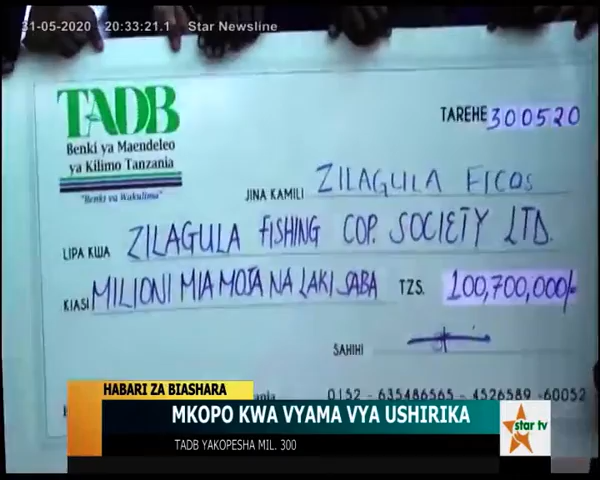 31-05-2020 20:33:21.1 Star Newsline
TADB
Benki ya Maendeleo
ya Kilimo Tanzania
"Benki ya Wakulima"
TAREHE 300520
JINA KAMILI ZILAGULA FICOS
LIPA KWA ZILAGULA FISHING COP. SOCIETY LTD.
KIASI MILIONI MIA MOJA NA LAKI SABA TZS. 100,700,000/-
SAHIHI
0152 - 635486565 - 4526589 -60052
HABARI ZA BIASHARA
MKOPO KWA VYAMA VYA USHIRIKA
TADB YAKOPESHA MIL. 300
star tv